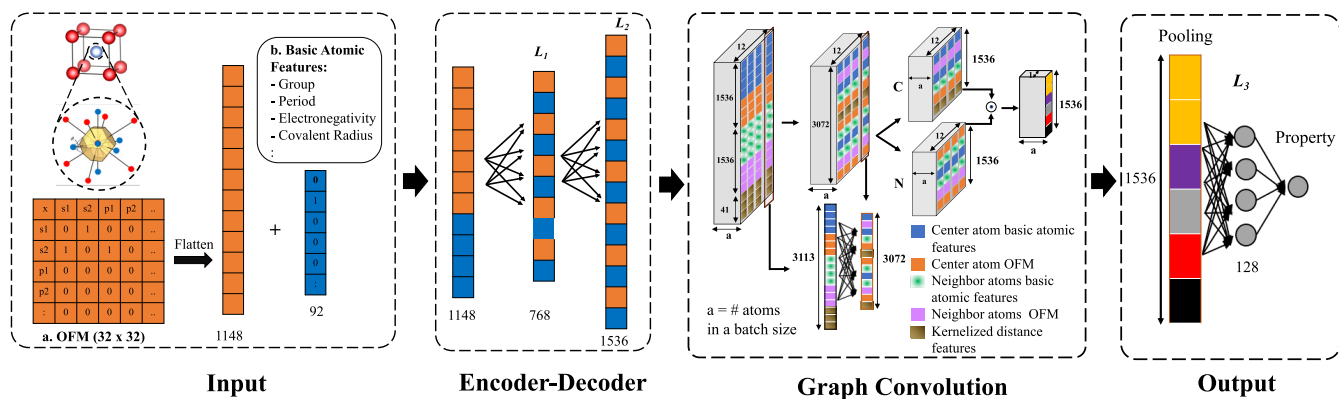 b. Basic Atomic
Features:
- Group
- Period
- Electronegativity
- Covalent Radius
:
x s1 s2 p1 p2 ..
s1 0 1 0 0 ..
s2 1 0 1 0 ..
p1 0 0 0 0 ..
p2 0 0 0 0 ..
: 0 0 0 0 ..
a. OFM (32 x 32)
Flatten
1148
+
0
1
0
0
0
:
92
Input
L1
L2
1148
768
1536
Encoder-Decoder
12
1536
1536
41
a
12
3072
a
3113
3072
C
12
a
1536
N
12
a
1536
1
1536
a
a = # atoms
in a batch size
Center atom basic atomic
features
Center atom OFM
Neighbor atoms basic
atomic features
Neighbor atoms OFM
Kernelized distance
features
Graph Convolution
Pooling
L3
Property
1536
128
Output